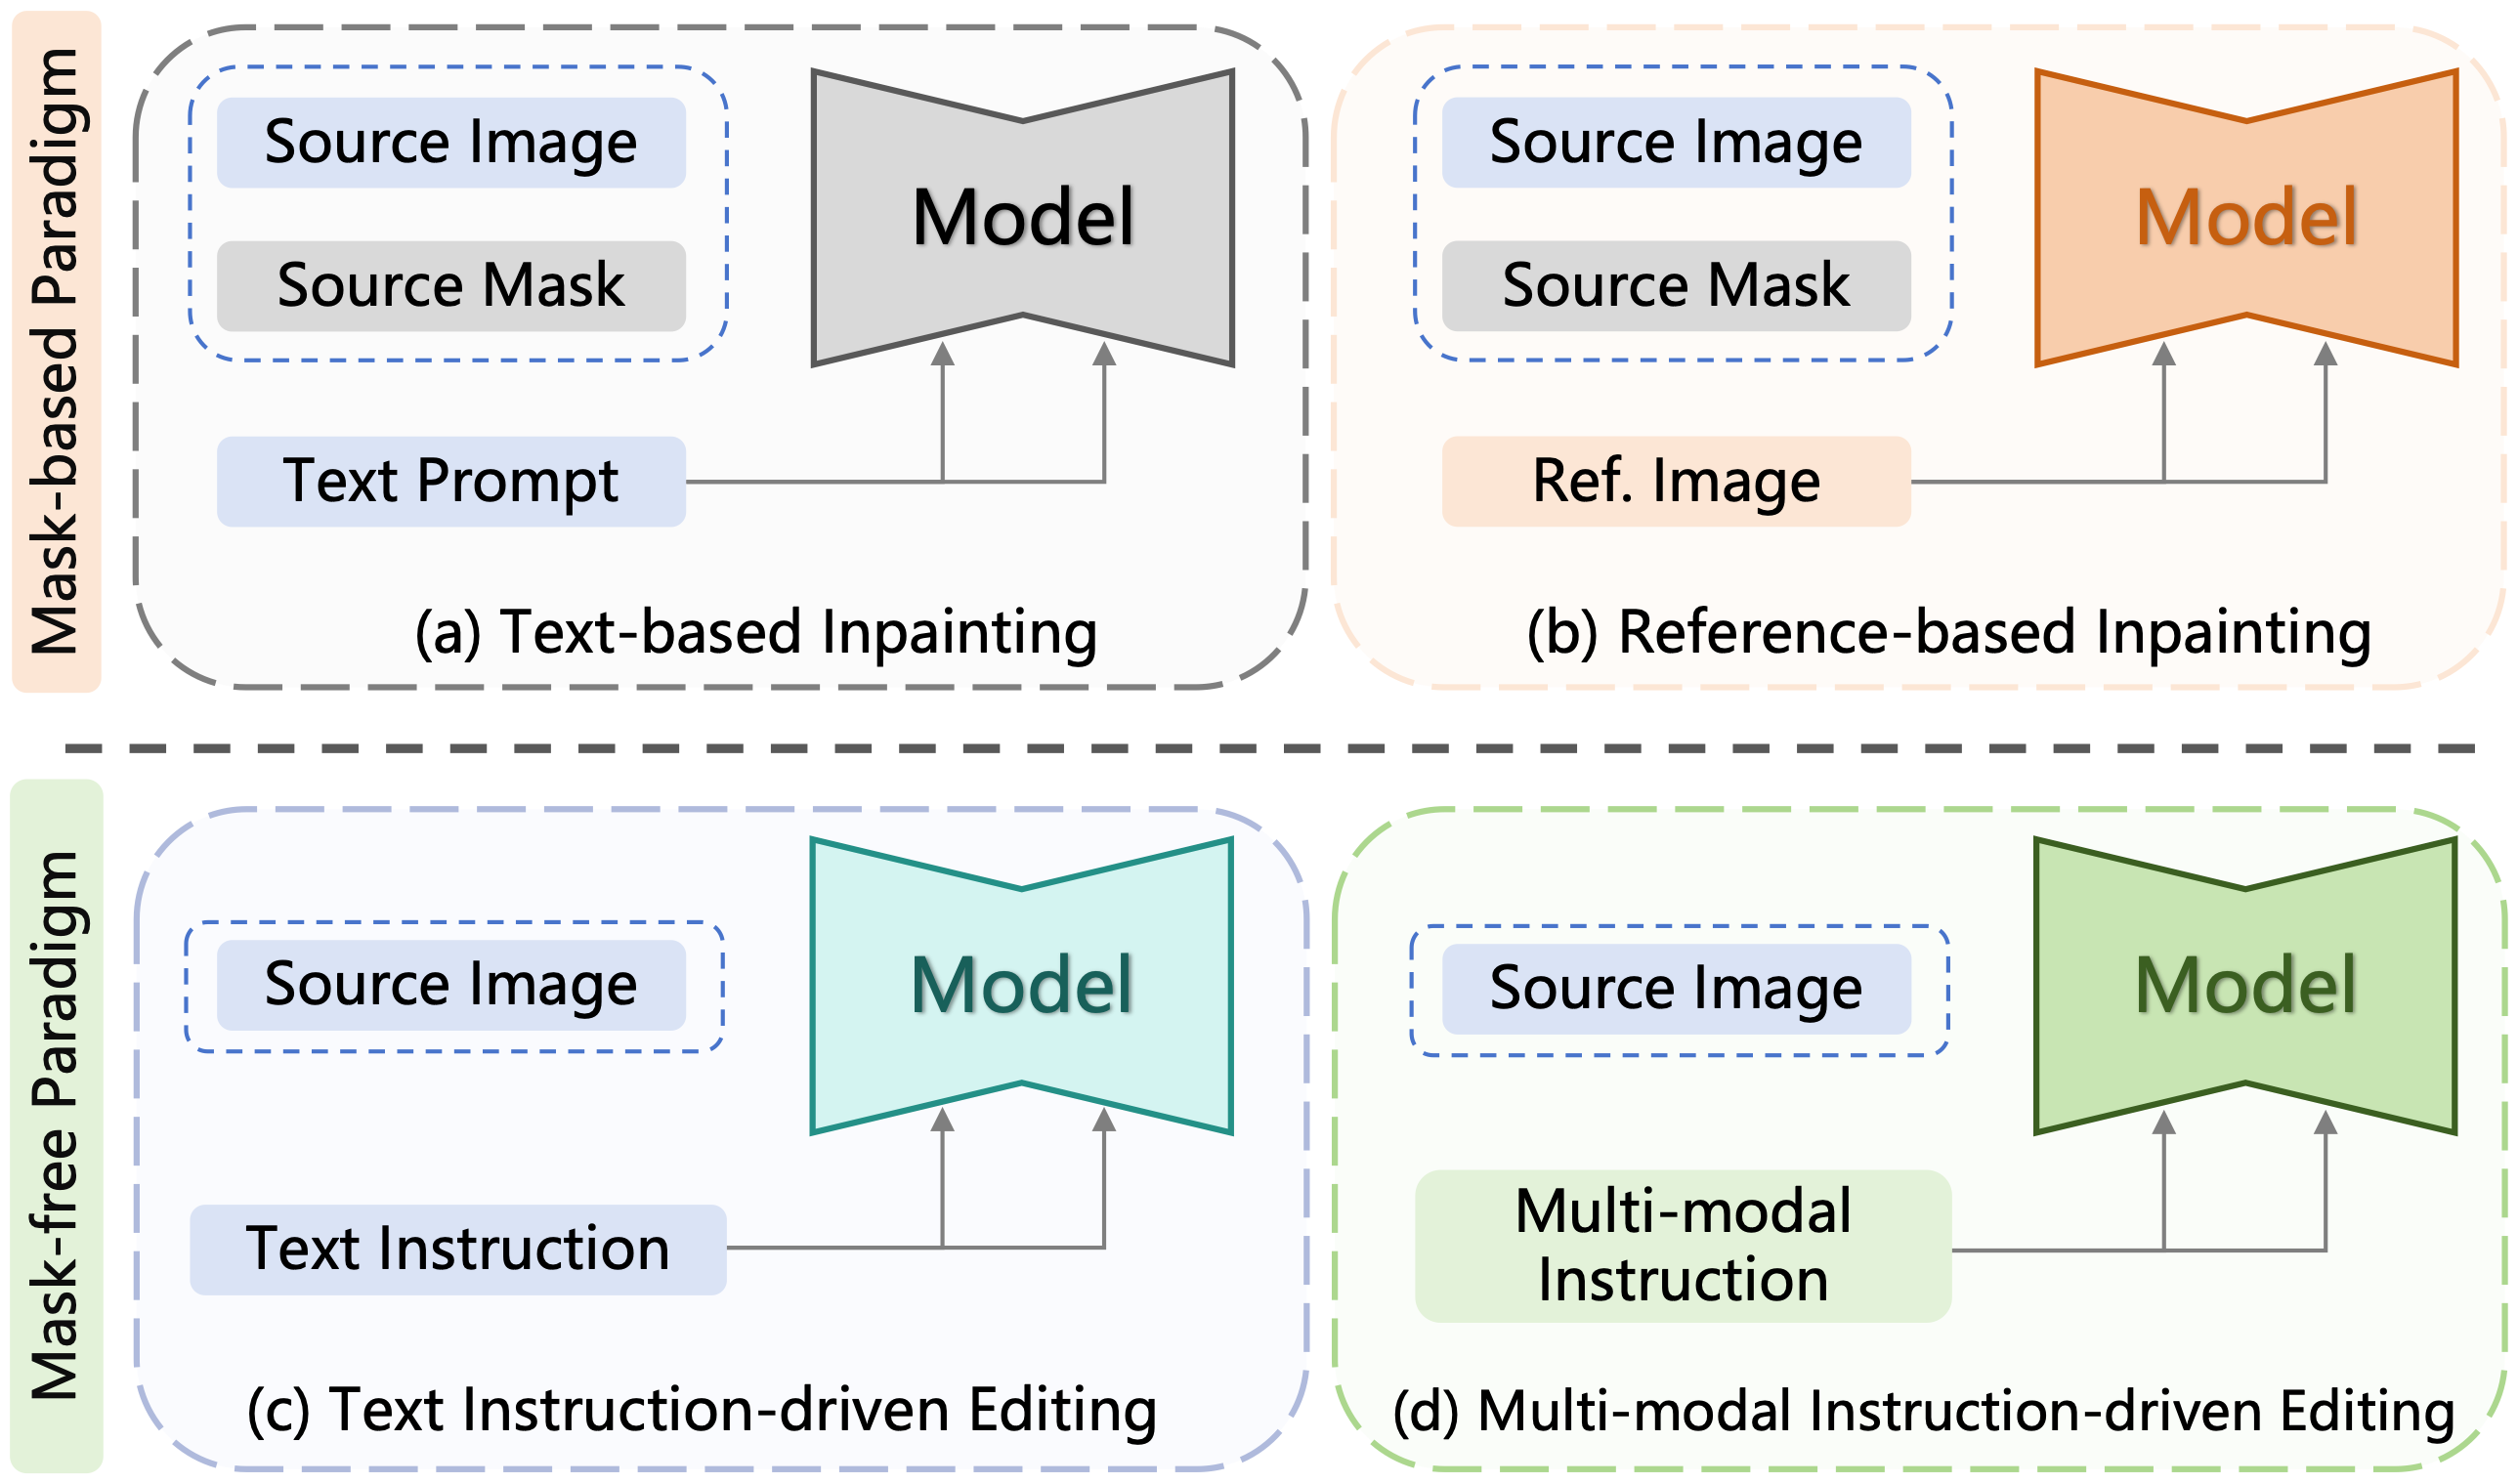 Mask-based Paradigm
Source Image
Source Mask
Text Prompt
Model
(a) Text-based Inpainting
Source Image
Source Mask
Ref. Image
Model
(b) Reference-based Inpainting
Mask-free Paradigm
Source Image
Text Instruction
Model
(c) Text Instruction-driven Editing
Source Image
Multi-modal
Instruction
Model
(d) Multi-modal Instruction-driven Editing